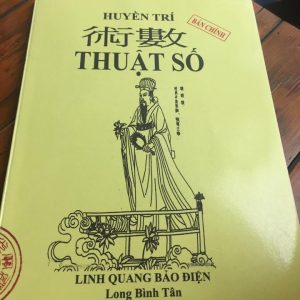 HUYỀN TRÍ
BẢN CHÍNH
術數
THUẬT SỐ
LINH QUANG BẢO ĐIỆN
Long Bình Tân